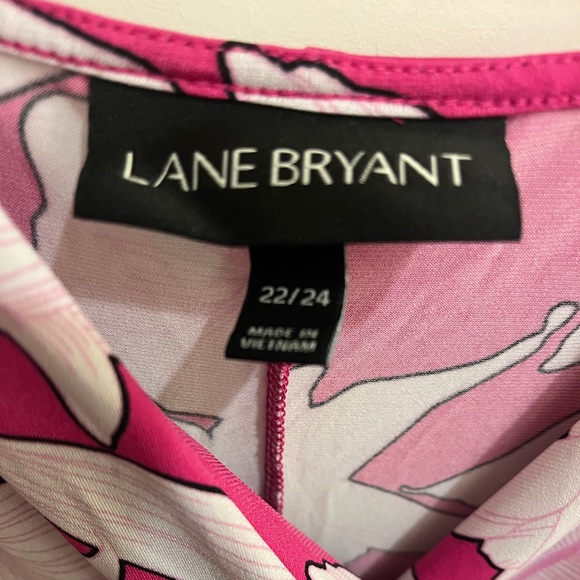 LANE BRYANT
22/24
MADE IN
VIETNAM